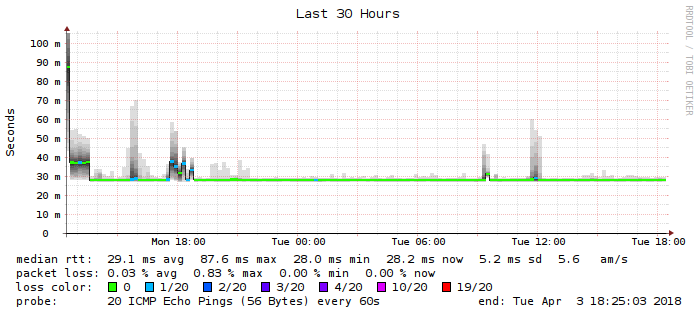 Last 30 Hours
RRDTOOL / TOBI OETIKER
Seconds
100 m
90 m
80 m
70 m
60 m
50 m
40 m
30 m
20 m
10 m
0
Mon 18:00 Tue 00:00 Tue 06:00 Tue 12:00 Tue 18:00
median rtt: 29.1 ms avg 87.6 ms max 28.0 ms min 28.2 ms now 5.2 ms sd 5.6 am/s
packet loss: 0.03 % avg 0.83 % max 0.00 % min 0.00 % now
loss color: 0 1/20 2/20 3/20 4/20 10/20 19/20
probe: 20 ICMP Echo Pings (56 Bytes) every 60s end: Tue Apr 3 18:25:03 2018